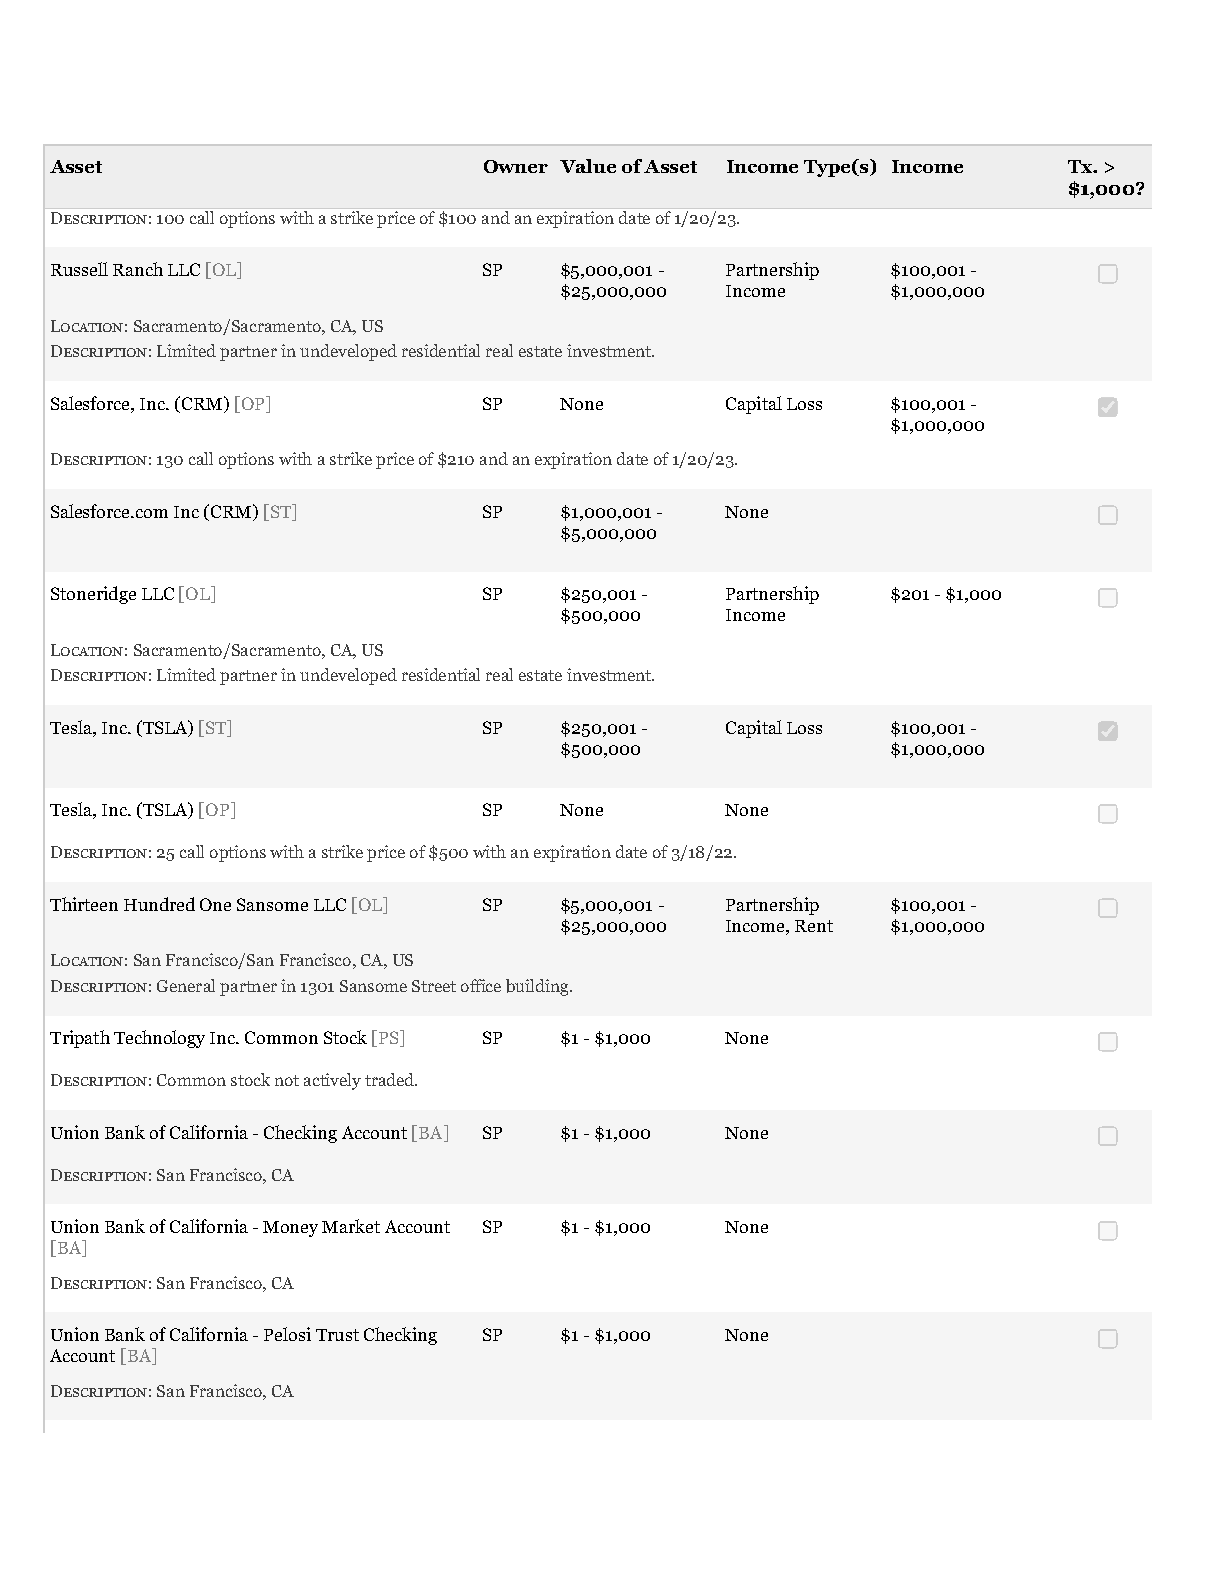 Asset Owner Value of Asset Income Type(s) Income Tx. >
$1,000?
Description: 100 call options with a strike price of $100 and an expiration date of 1/20/23.
Russell Ranch LLC [OL] SP $5,000,001 - Partnership $100,001 -
$25,000,000 Income $1,000,000
Location: Sacramento/Sacramento, CA, US
Description: Limited partner in undeveloped residential real estate investment.
Salesforce, Inc. (CRM) [OP] SP None Capital Loss $100,001 -
$1,000,000
Description: 130 call options with a strike price of $210 and an expiration date of 1/20/23.
Salesforce.com Inc (CRM) [ST] SP $1,000,001 - None
$5,000,000
Stoneridge LLC [OL] SP $250,001 - Partnership $201 - $1,000
$500,000 Income
Location: Sacramento/Sacramento, CA, US
Description: Limited partner in undeveloped residential real estate investment.
Tesla, Inc. (TSLA) [ST] SP $250,001 - Capital Loss $100,001 -
$500,000 $1,000,000
Tesla, Inc. (TSLA) [OP] SP None None
Description: 25 call options with a strike price of $500 with an expiration date of 3/18/22.
Thirteen Hundred One Sansome LLC [OL] SP $5,000,001 - Partnership $100,001 -
$25,000,000 Income, Rent $1,000,000
Location: San Francisco/San Francisco, CA, US
Description: General partner in 1301 Sansome Street office building.
Tripath Technology Inc. Common Stock [PS] SP $1 - $1,000 None
Description: Common stock not actively traded.
Union Bank of California - Checking Account [BA] SP $1 - $1,000 None
Description: San Francisco, CA
Union Bank of California - Money Market Account SP $1 - $1,000 None
[BA]
Description: San Francisco, CA
Union Bank of California - Pelosi Trust Checking SP $1 - $1,000 None
Account [BA]
Description: San Francisco, CA